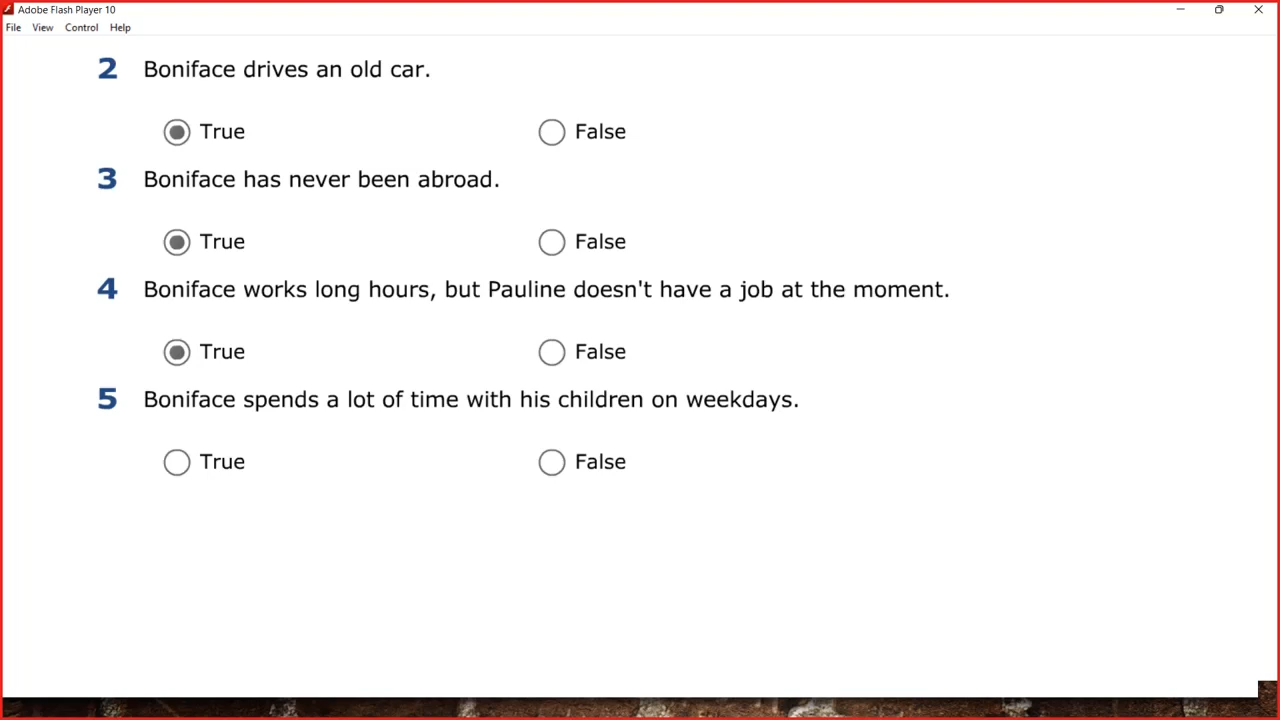 Adobe Flash Player 10
File View Control Help
2 Boniface drives an old car.
True False
3 Boniface has never been abroad.
True False
4 Boniface works long hours, but Pauline doesn't have a job at the moment.
True False
5 Boniface spends a lot of time with his children on weekdays.
True False